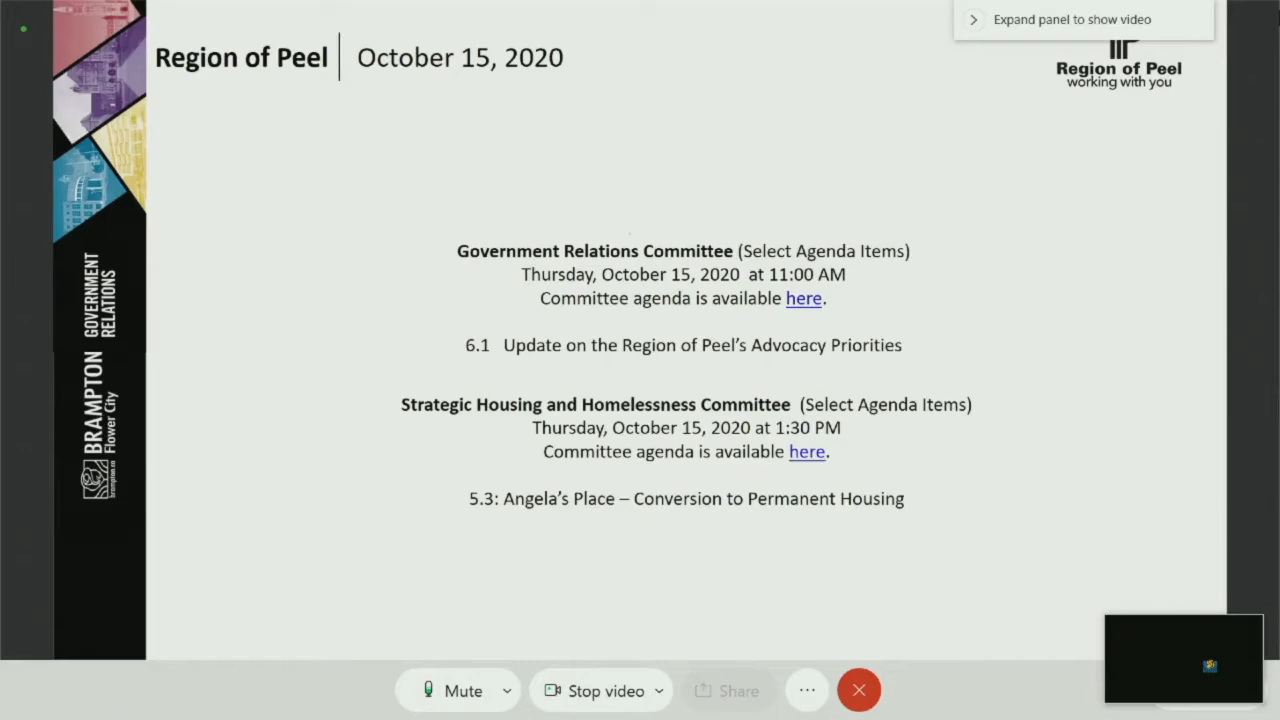 Expand panel to show video
Region of Peel
October 15, 2020
Region of Peel
working with you
Government Relations Committee (Select Agenda Items)
Thursday, October 15, 2020 at 11:00 AM
Committee agenda is available here.
6.1 Update on the Region of Peel’s Advocacy Priorities
Strategic Housing and Homelessness Committee (Select Agenda Items)
Thursday, October 15, 2020 at 1:30 PM
Committee agenda is available here.
5.3: Angela’s Place – Conversion to Permanent Housing
GOVERNMENT
RELATIONS
BRAMPTON
Flower City
brampton.ca
Mute
Stop video
Share